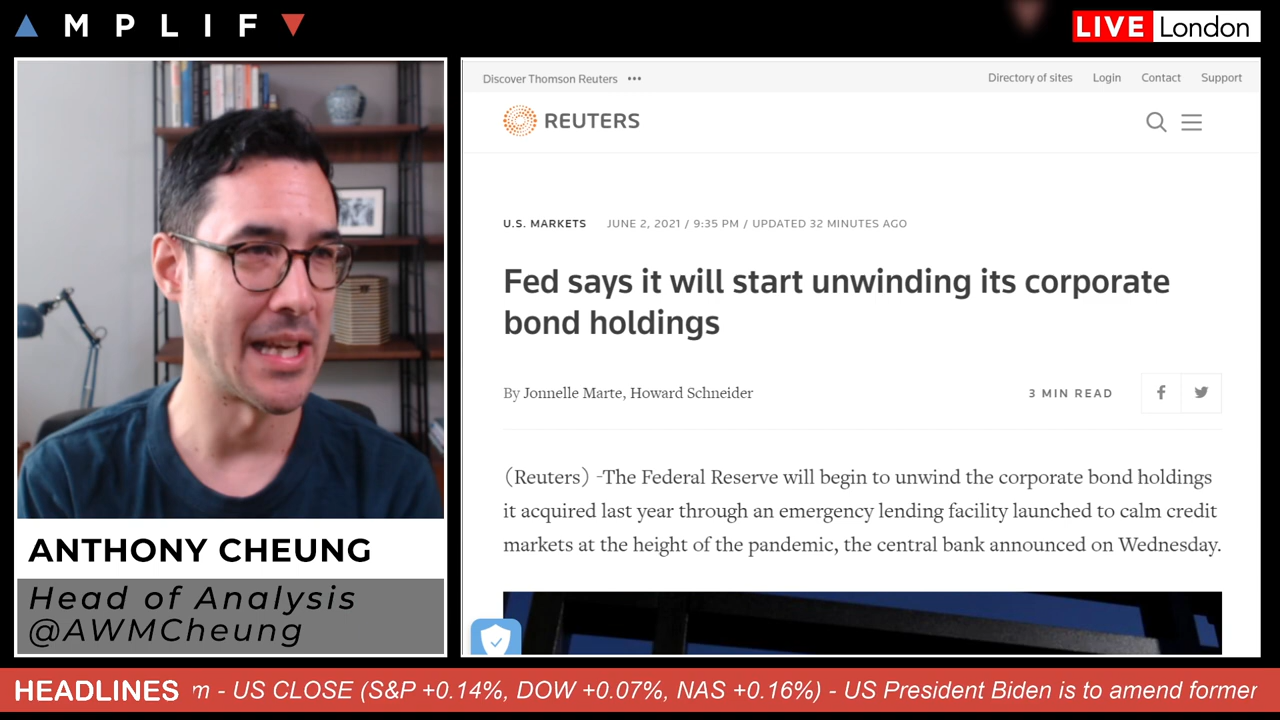 AMPLIFY
LIVE London
Discover Thomson Reuters •••
Directory of sites Login Contact Support
REUTERS
U.S. MARKETS JUNE 2, 2021 / 9:35 PM / UPDATED 32 MINUTES AGO
Fed says it will start unwinding its corporate
bond holdings
By Jonnelle Marte, Howard Schneider
3 MIN READ
(Reuters) -The Federal Reserve will begin to unwind the corporate bond holdings
it acquired last year through an emergency lending facility launched to calm credit
markets at the height of the pandemic, the central bank announced on Wednesday.
ANTHONY CHEUNG
Head of Analysis
@AWMCheung
HEADLINES m - US CLOSE (S&P +0.14%, DOW +0.07%, NAS +0.16%) - US President Biden is to amend former